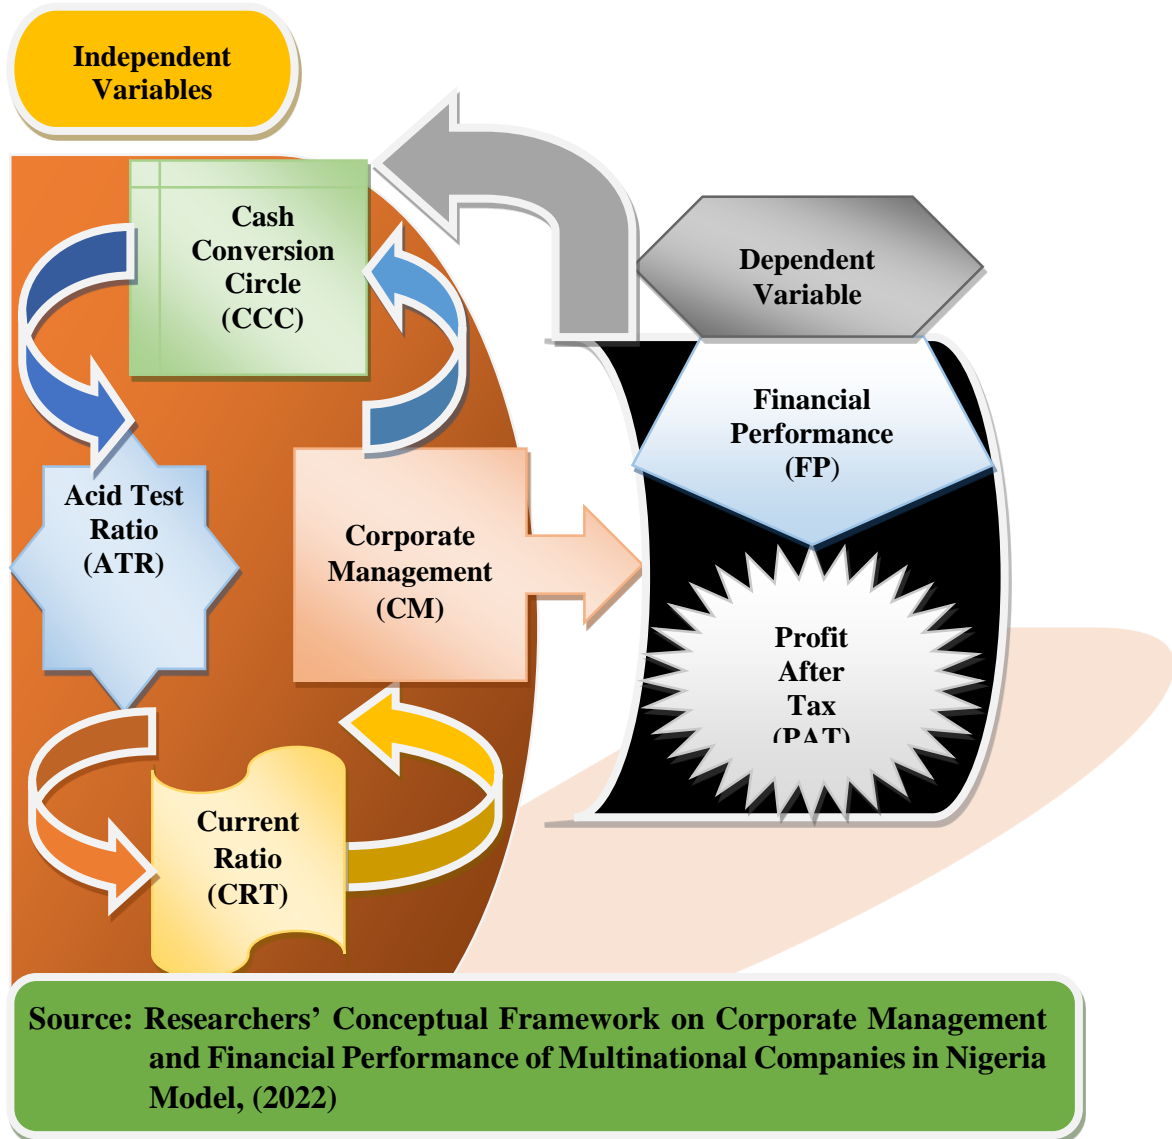 Independent
Variables
Cash
Conversion
Circle
(CCC)
Dependent
Variable
Financial
Performance
(FP)
Acid Test
Ratio
(ATR)
Corporate
Management
(CM)
Profit
After
Tax
(PAT)
Current
Ratio
(CRT)
Source: Researchers’ Conceptual Framework on Corporate Management
and Financial Performance of Multinational Companies in Nigeria
Model, (2022)